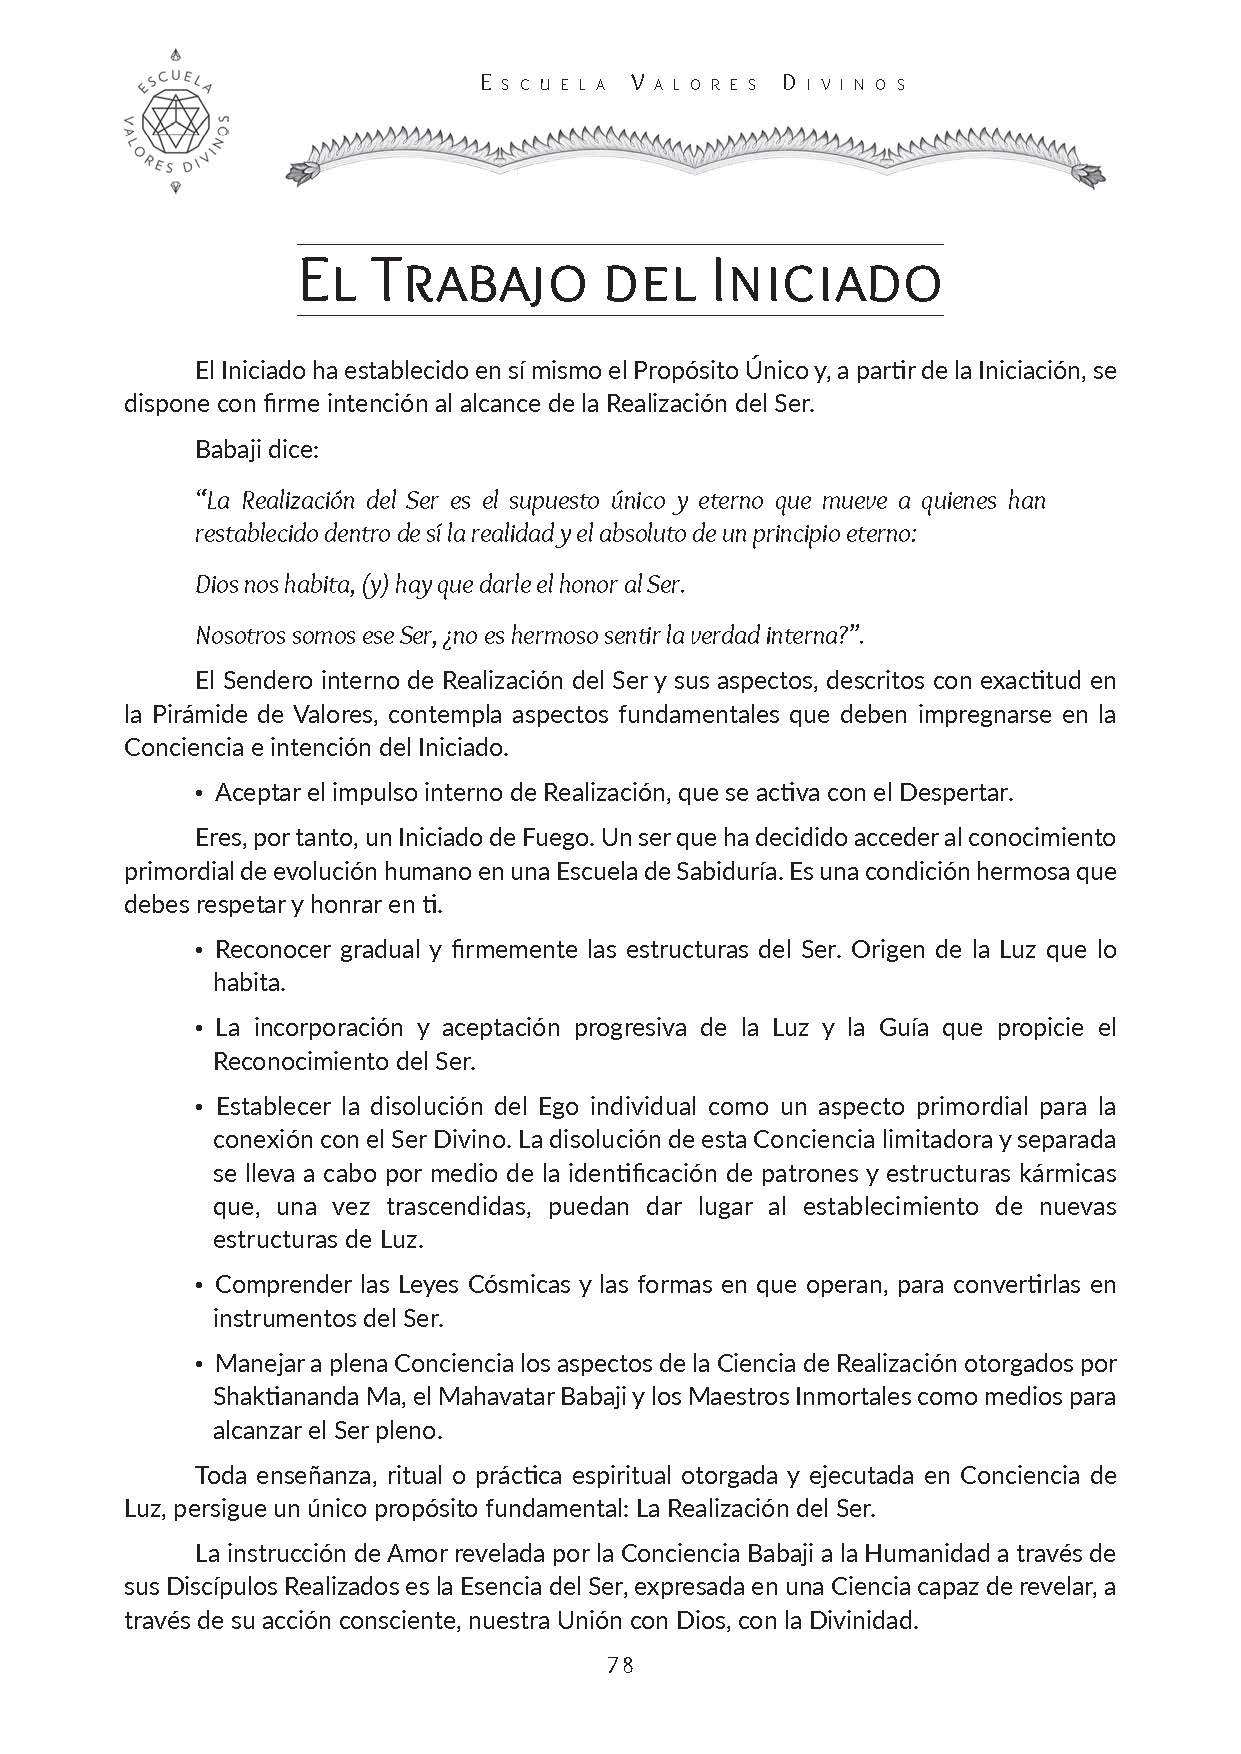 ESCUELA
VALORES DIVINOS
Escuela Valores Divinos
El Trabajo del Iniciado
El Iniciado ha establecido en sí mismo el Propósito Único y, a partir de la Iniciación, se
dispone con firme intención al alcance de la Realización del Ser.
Babaji dice:
“La Realización del Ser es el supuesto único y eterno que mueve a quienes han
restablecido dentro de sí la realidad y el absoluto de un principio eterno:
Dios nos habita, (y) hay que darle el honor al Ser.
Nosotros somos ese Ser, ¿no es hermoso sentir la verdad interna?”.
El Sendero interno de Realización del Ser y sus aspectos, descritos con exactitud en
la Pirámide de Valores, contempla aspectos fundamentales que deben impregnarse en la
Conciencia e intención del Iniciado.
• Aceptar el impulso interno de Realización, que se activa con el Despertar.
Eres, por tanto, un Iniciado de Fuego. Un ser que ha decidido acceder al conocimiento
primordial de evolución humano en una Escuela de Sabiduría. Es una condición hermosa que
debes respetar y honrar en ti.
• Reconocer gradual y firmemente las estructuras del Ser. Origen de la Luz que lo
habita.
• La incorporación y aceptación progresiva de la Luz y la Guía que propicie el
Reconocimiento del Ser.
• Establecer la disolución del Ego individual como un aspecto primordial para la
conexión con el Ser Divino. La disolución de esta Conciencia limitadora y separada
se lleva a cabo por medio de la identificación de patrones y estructuras kármicas
que, una vez trascendidas, puedan dar lugar al establecimiento de nuevas
estructuras de Luz.
• Comprender las Leyes Cósmicas y las formas en que operan, para convertirlas en
instrumentos del Ser.
• Manejar a plena Conciencia los aspectos de la Ciencia de Realización otorgados por
Shaktiananda Ma, el Mahavatar Babaji y los Maestros Inmortales como medios para
alcanzar el Ser pleno.
Toda enseñanza, ritual o práctica espiritual otorgada y ejecutada en Conciencia de
Luz, persigue un único propósito fundamental: La Realización del Ser.
La instrucción de Amor revelada por la Conciencia Babaji a la Humanidad a través de
sus Discípulos Realizados es la Esencia del Ser, expresada en una Ciencia capaz de revelar, a
través de su acción consciente, nuestra Unión con Dios, con la Divinidad.
78